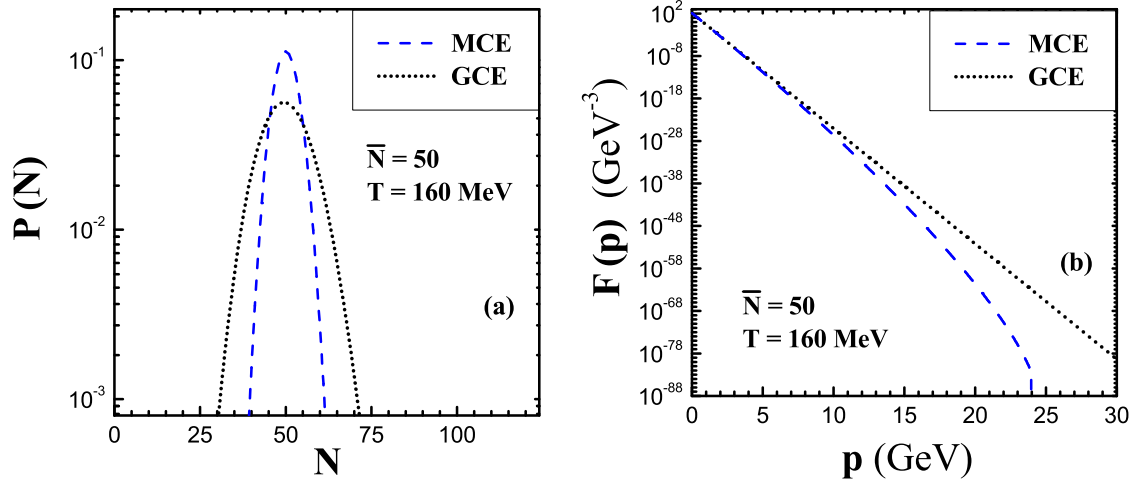 MCE
GCE
N̅ = 50
T = 160 MeV
(a)
P (N)
10⁻¹
10⁻²
10⁻³
0 25 50 75 100
N
MCE
GCE
N̅ = 50
T = 160 MeV
(b)
F (p) (GeV⁻³)
10²
10⁻⁸
10⁻¹⁸
10⁻²⁸
10⁻³⁸
10⁻⁴⁸
10⁻⁵⁸
10⁻⁶⁸
10⁻⁷⁸
10⁻⁸⁸
0 5 10 15 20 25 30
p (GeV)